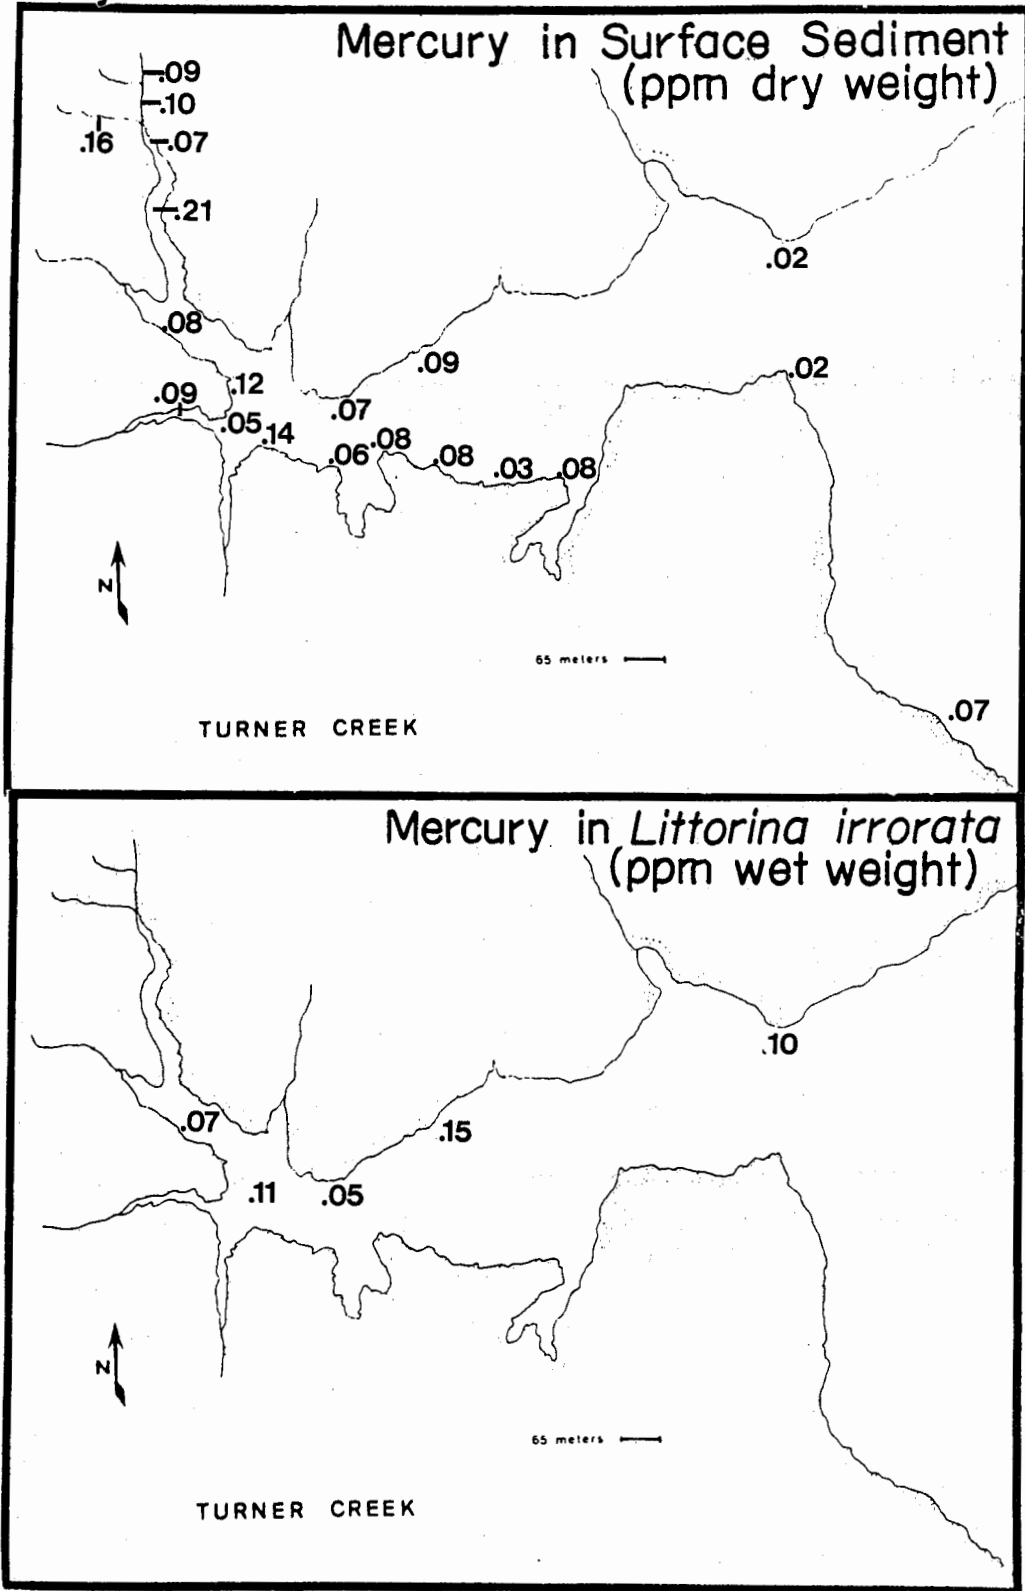 Mercury in Surface Sediment
(ppm dry weight)
.09
.10
.16
.07
.21
.02
.08
.09
.02
.12
.09
.07
.05
.14
.08
.06
.08
.03
.08
N
65 meters
.07
TURNER CREEK
Mercury in Littorina irrorata
(ppm wet weight)
.10
.07
.15
.11
.05
N
65 meters
TURNER CREEK